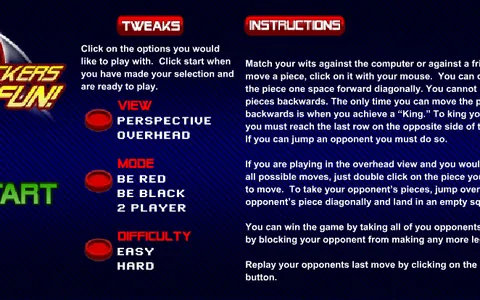 CKERS
FUN!
TART
TWEAKS
Click on the options you would
like to play with.  Click start when
you have made your selection and
are ready to play.
VIEW
PERSPECTIVE
OVERHEAD
MODE
BE RED
BE BLACK
2 PLAYER
DIFFICULTY
EASY
HARD
INSTRUCTIONS
Match your wits against the computer or against a fri
move a piece, click on it with your mouse.  You can o
the piece one space forward diagonally. You cannot
pieces backwards. The only time you can move the p
backwards is when you achieve a “King.” To king yo
you must reach the last row on the opposite side of t
If you can jump an opponent you must do so.
If you are playing in the overhead view and you would
all possible moves, just double click on the piece you
to move.  To take your opponent’s pieces, jump over
opponent’s piece diagonally and land in an empty sq
You can win the game by taking all of you opponents
by blocking your opponent from making any more le
Replay your opponents last move by clicking on the
button.